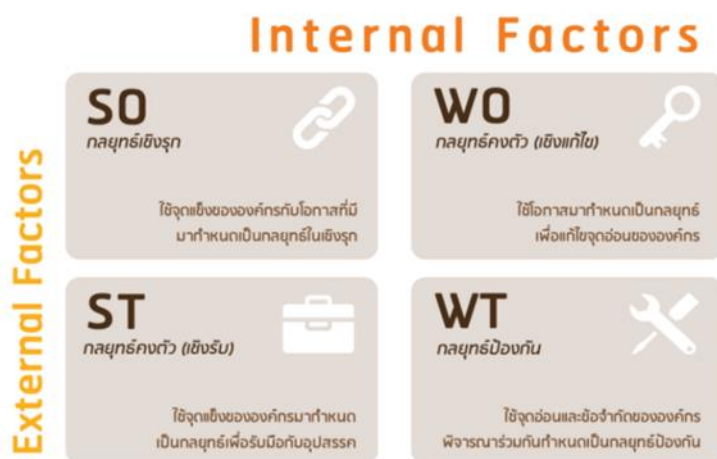 Internal Factors
External Factors
SO
กลยุทธ์เชิงรุก
ใช้จุดแข็งขององค์กรกับโอกาสที่มี
มากำหนดเป็นกลยุทธ์ในเชิงรุก
WO
กลยุทธ์คงตัว (เชิงแก้ไข)
ใช้โอกาสมากำหนดเป็นกลยุทธ์
เพื่อแก้ไขจุดอ่อนขององค์กร
ST
กลยุทธ์คงตัว (เชิงรับ)
ใช้จุดแข็งขององค์กรมากำหนด
เป็นกลยุทธ์เพื่อรับมือกับอุปสรรค
WT
กลยุทธ์ป้องกัน
ใช้จุดอ่อนและข้อจำกัดขององค์กร
พิจารณาร่วมกันกำหนดเป็นกลยุทธ์ป้องกัน